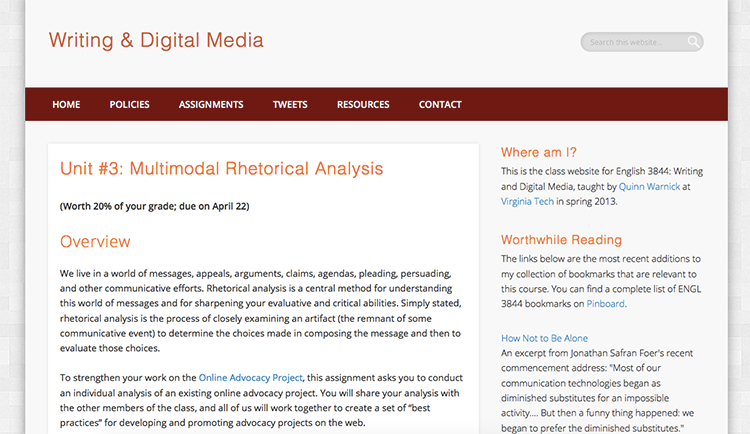 Writing & Digital Media
Search this website...
HOME POLICIES ASSIGNMENTS TWEETS RESOURCES CONTACT
Unit #3: Multimodal Rhetorical Analysis
(Worth 20% of your grade; due on April 22)
Overview
We live in a world of messages, appeals, arguments, claims, agendas, pleading, persuading,
and other communicative efforts. Rhetorical analysis is a central method for understanding
this world of messages and for sharpening your evaluative and critical abilities. Simply stated,
rhetorical analysis is the process of closely examining an artifact (the remnant of some
communicative event) to determine the choices made in composing the message and then to
evaluate those choices.
To strengthen your work on the Online Advocacy Project, this assignment asks you to conduct
an individual analysis of an existing online advocacy project. You will share your analysis with
the other members of the class, and all of us will work together to create a set of “best
practices” for developing and promoting advocacy projects on the web.
Where am I?
This is the class website for English 3844: Writing
and Digital Media, taught by Quinn Warnick at
Virginia Tech in spring 2013.
Worthwhile Reading
The links below are the most recent additions to
my collection of bookmarks that are relevant to
this course. You can find a complete list of ENGL
3844 bookmarks on Pinboard.
How Not to Be Alone
An excerpt from Jonathan Safran Foer's recent
commencement address: "Most of our
communication technologies began as
diminished substitutes for an impossible
activity.... But then a funny thing happened: we
began to prefer the diminished substitutes."